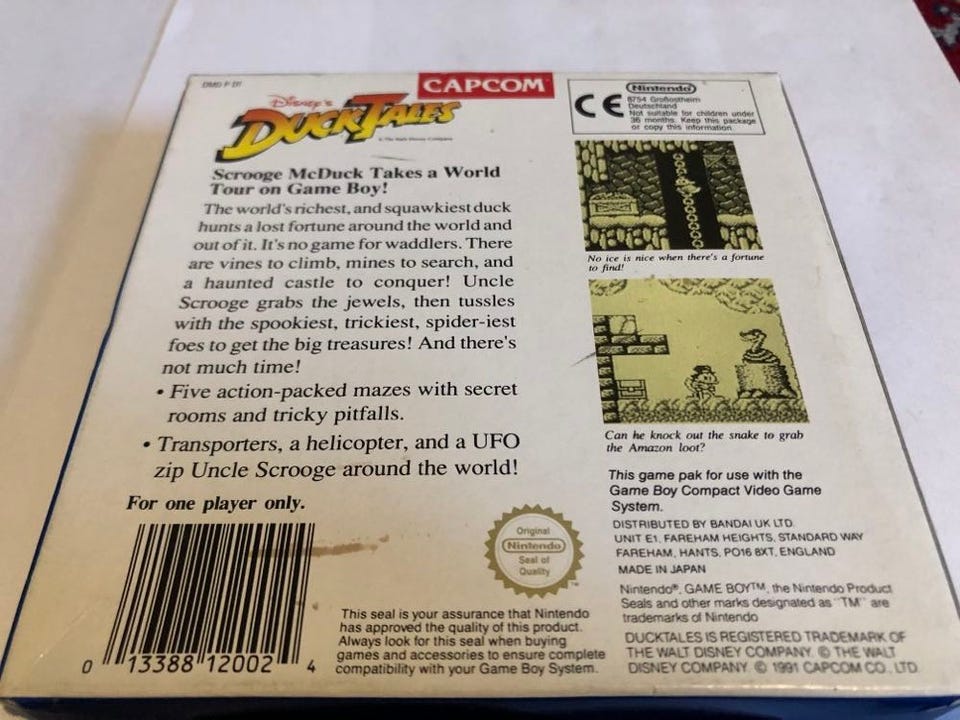 CAPCOM
Disney's
DUCKTALES
© The Walt Disney Company
Scrooge McDuck Takes a World
Tour on Game Boy!
The world's richest, and squawkiest duck
hunts a lost fortune around the world and
out of it. It's no game for waddlers. There
are vines to climb, mines to search, and
a haunted castle to conquer! Uncle
Scrooge grabs the jewels, then tussles
with the spookiest, trickiest, spider-iest
foes to get the big treasures! And there's
not much time!
• Five action-packed mazes with secret
rooms and tricky pitfalls.
• Transporters, a helicopter, and a UFO
zip Uncle Scrooge around the world!
For one player only.
0 13388 12002 4
Original
Nintendo
Seal of
Quality
TM
This seal is your assurance that Nintendo
has approved the quality of this product.
Always look for this seal when buying
games and accessories to ensure complete
compatibility with your Game Boy System.
CE
Nintendo
8754 Großostheim
Deutschland
Not suitable for children under
36 months. Keep this package
or copy this information.
No ice is nice when there's a fortune
to find!
Can he knock out the snake to grab
the Amazon loot?
This game pak for use with the
Game Boy Compact Video Game
System.
DISTRIBUTED BY BANDAI UK LTD.
UNIT E1, FAREHAM HEIGHTS, STANDARD WAY
FAREHAM, HANTS, PO16 8XT, ENGLAND
MADE IN JAPAN
Nintendo®, GAME BOY™, the Nintendo Product
Seals and other marks designated as "TM" are
trademarks of Nintendo
DUCKTALES IS REGISTERED TRADEMARK OF
THE WALT DISNEY COMPANY. © THE WALT
DISNEY COMPANY. © 1991 CAPCOM CO., LTD.